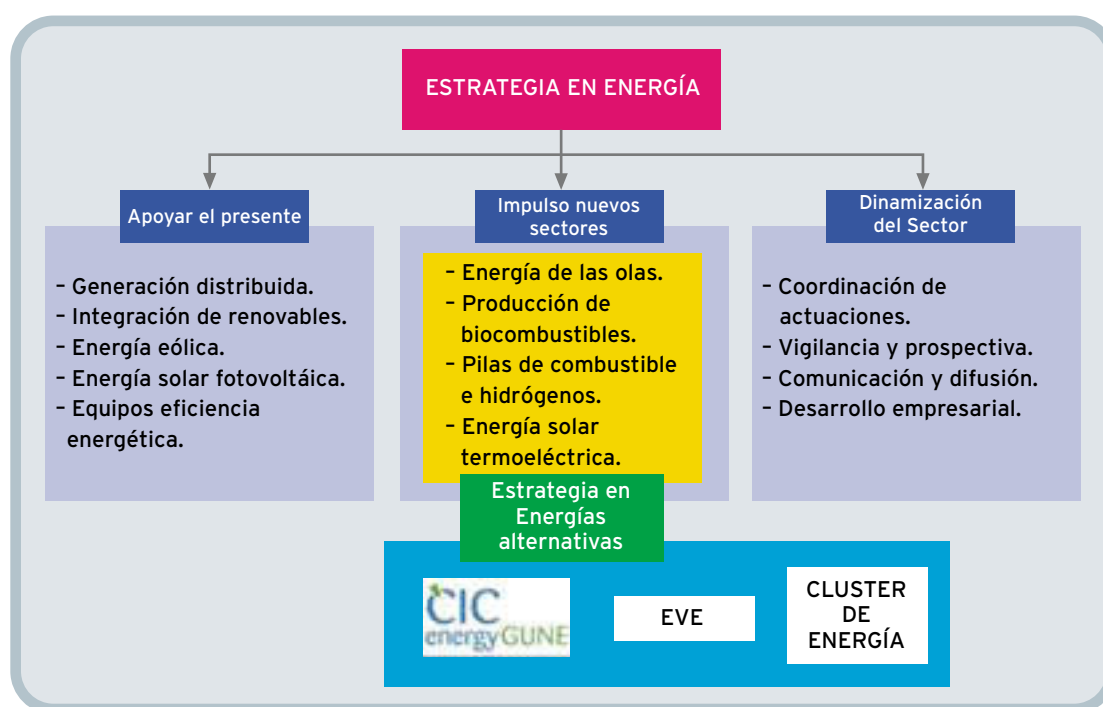 ESTRATEGIA EN ENERGÍA
Apoyar el presente
– Generación distribuida.
– Integración de renovables.
– Energía eólica.
– Energía solar fotovoltáica.
– Equipos eficiencia
energética.
Impulso nuevos
sectores
– Energía de las olas.
– Producción de
biocombustibles.
– Pilas de combustible
e hidrógenos.
– Energía solar
termoeléctrica.
Dinamización
del Sector
– Coordinación de
actuaciones.
– Vigilancia y prospectiva.
– Comunicación y difusión.
– Desarrollo empresarial.
Estrategia en
Energías
alternativas
CIC
energyGUNE
EVE
CLUSTER
DE
ENERGÍA